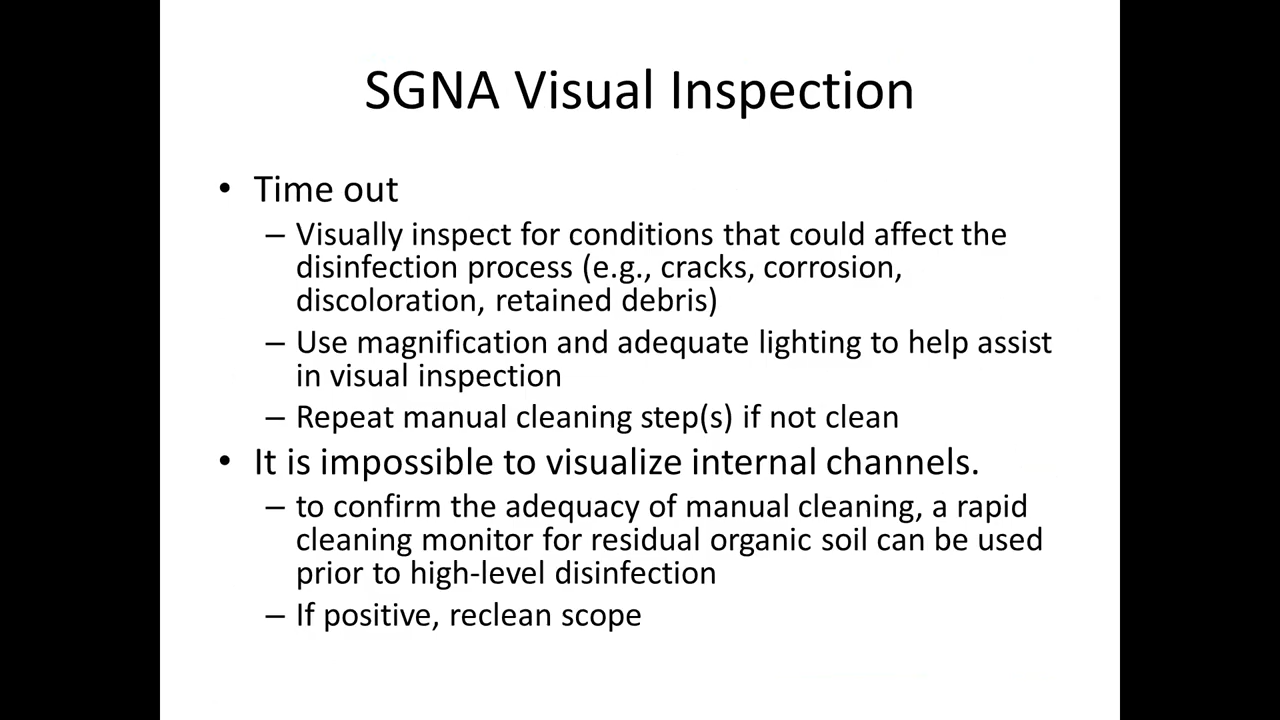 SGNA Visual Inspection
• Time out
– Visually inspect for conditions that could affect the
disinfection process (e.g., cracks, corrosion,
discoloration, retained debris)
– Use magnification and adequate lighting to help assist
in visual inspection
– Repeat manual cleaning step(s) if not clean
• It is impossible to visualize internal channels.
– to confirm the adequacy of manual cleaning, a rapid
cleaning monitor for residual organic soil can be used
prior to high-level disinfection
– If positive, reclean scope